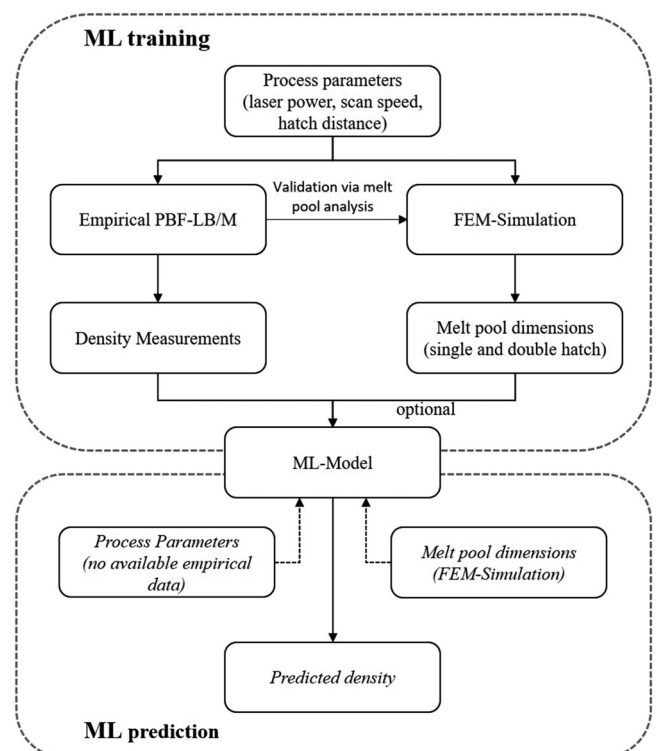 ML training
Process parameters
(laser power, scan speed,
hatch distance)
Validation via melt
pool analysis
Empirical PBF-LB/M
FEM-Simulation
Density Measurements
Melt pool dimensions
(single and double hatch)
optional
ML-Model
Process Parameters
(no available empirical
data)
Melt pool dimensions
(FEM-Simulation)
Predicted density
ML prediction